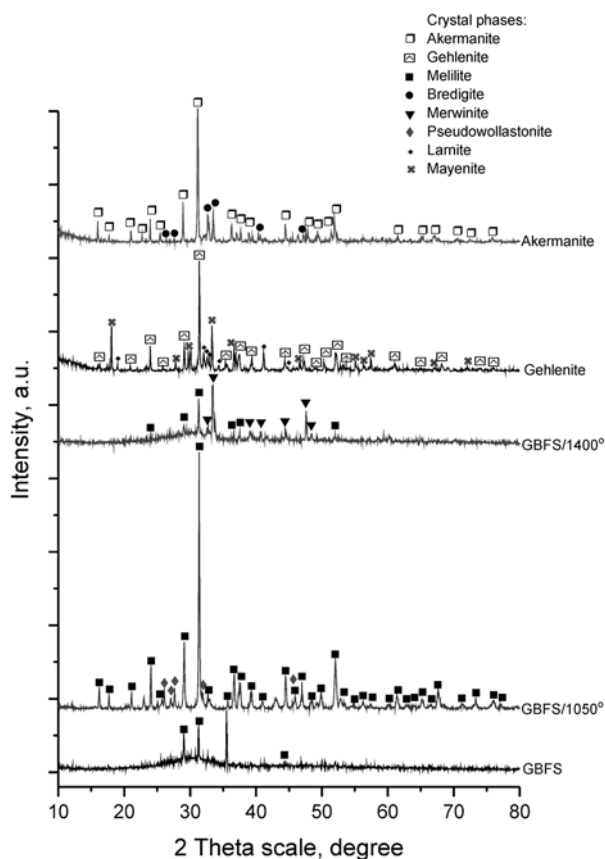 Crystal phases:
Akermanite
Gehlenite
Melilite
Bredigite
Merwinite
Pseudowollastonite
Larnite
Mayenite
Akermanite
Gehlenite
GBFS/1400°
GBFS/1050°
GBFS
Intensity, a.u.
10 20 30 40 50 60 70 80
2 Theta scale, degree